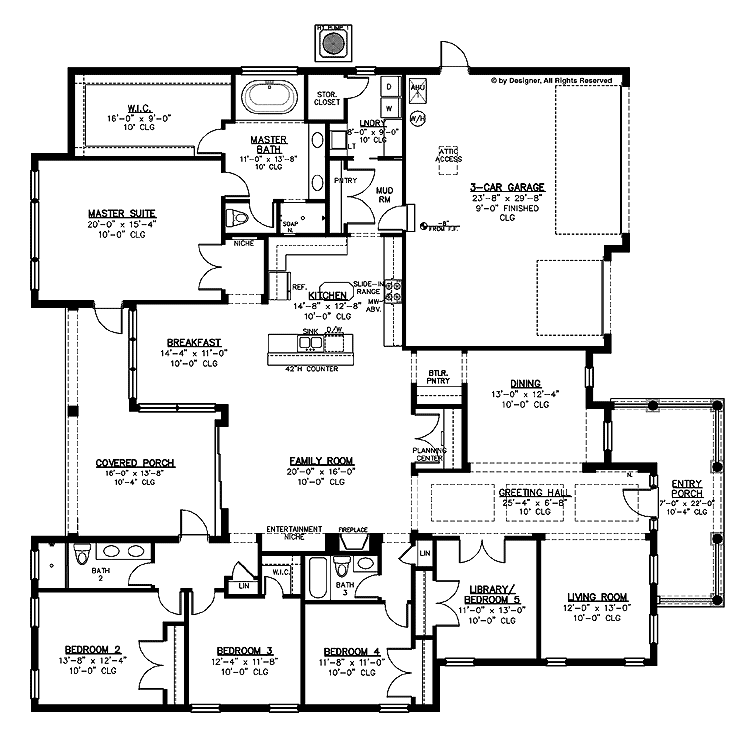 HT PUMP
© by Designer, All Rights Reserved
W.I.C.
16'-0" x 9'-0"
10' CLG
STOR.
CLOSET
D
W
AHU
W/H
LNDRY
8'-0" x 9'-0"
10' CLG
LT
MASTER
BATH
11'-0" x 13'-8"
10' CLG
ATTIC
ACCESS
PNTRY
MUD
RM
3-CAR GARAGE
23'-8" x 29'-8"
9'-0" FINISHED
CLG
-8"
FROM F.F.
MASTER SUITE
20'-0" x 15'-4"
10'-0" CLG
SOAP
N.
NICHE
REF.
SLIDE-IN
RANGE
MW
ABV.
KITCHEN
14'-8" x 12'-8"
10'-0" CLG
SINK
D/W
42"H COUNTER
BREAKFAST
14'-4" x 11'-0"
10'-0" CLG
BTLR.
PNTRY
DINING
13'-0" x 12'-4"
10'-0" CLG
PLANNING
CENTER
FAMILY ROOM
20'-0" x 16'-0"
10'-0" CLG
COVERED PORCH
16'-0" x 13'-8"
10'-4" CLG
N.
GREETING HALL
25'-4" x 6'-8"
10' CLG
ENTRY
PORCH
7'-0" x 22'-0"
10'-4" CLG
ENTERTAINMENT
NICHE
FIREPLACE
BATH
2
LIN
W.I.C.
BATH
3
LIN
LIBRARY/
BEDROOM 5
11'-0" x 13'-0"
10'-0" CLG
LIVING ROOM
12'-0" x 13'-0"
10'-0" CLG
BEDROOM 2
13'-8" x 12'-4"
10'-0" CLG
BEDROOM 3
12'-4" x 11'-8"
10'-0" CLG
BEDROOM 4
11'-8" x 11'-0"
10'-0" CLG